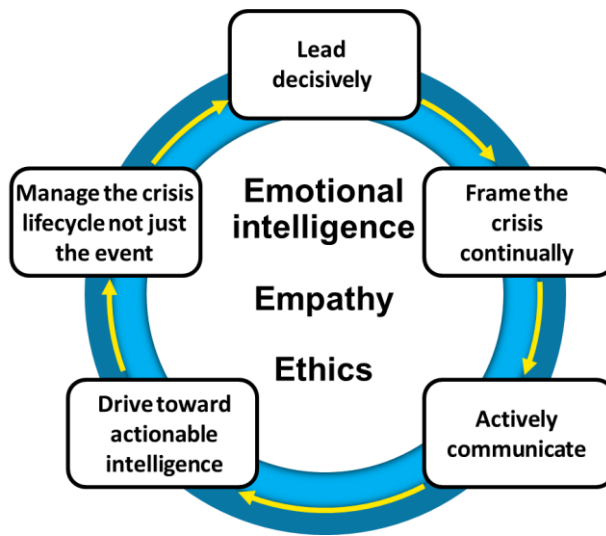 Lead
decisively
Frame the
crisis
continually
Actively
communicate
Drive toward
actionable
intelligence
Manage the crisis
lifecycle not just
the event
Emotional
intelligence
Empathy
Ethics